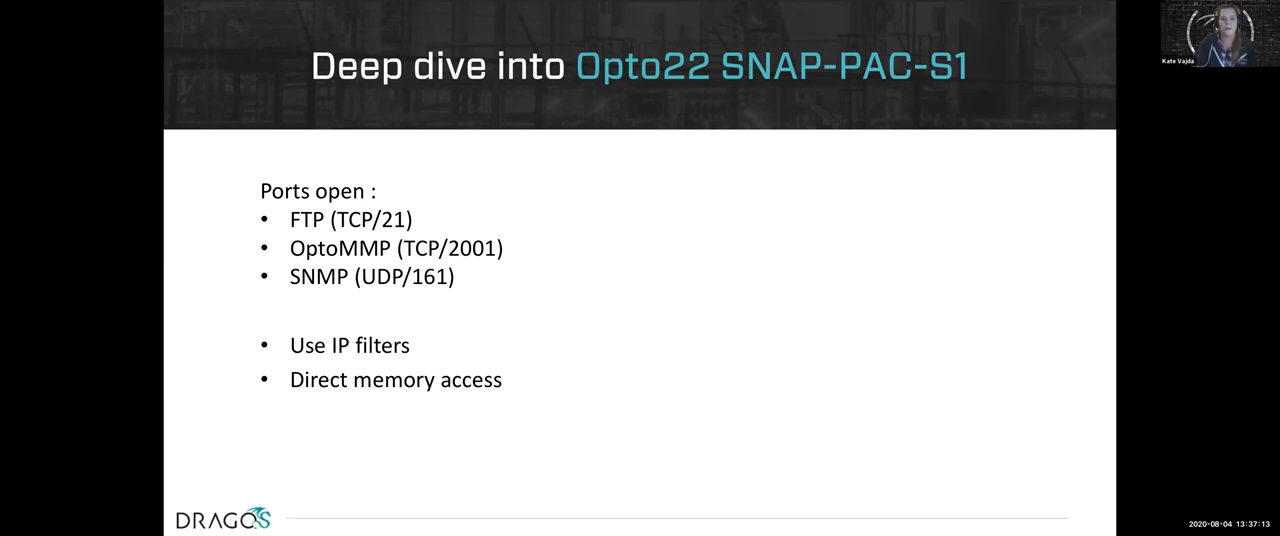 Deep dive into Opto22 SNAP-PAC-S1
Kate Vajda
Ports open :
• FTP (TCP/21)
• OptoMMP (TCP/2001)
• SNMP (UDP/161)
• Use IP filters
• Direct memory access
DRAGOS
2020-08-04 13:37:13